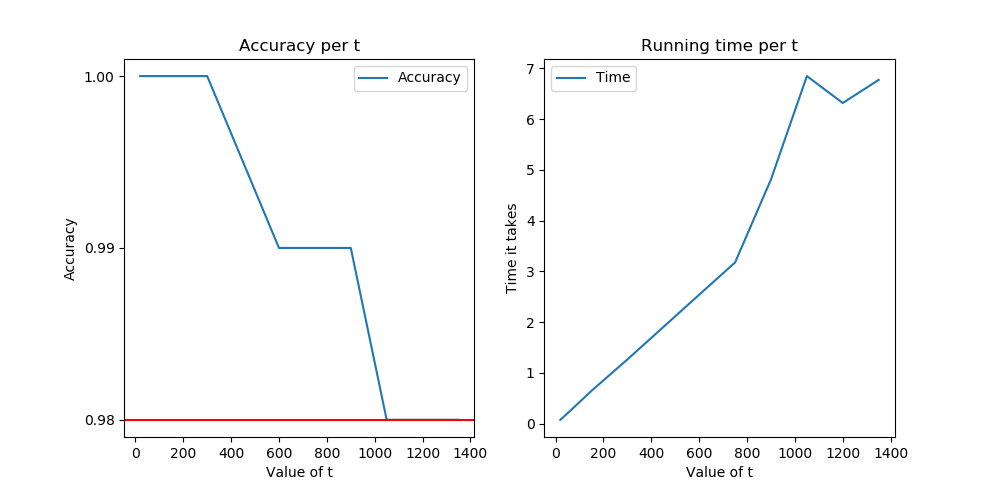 Accuracy per t
Accuracy
1.00
0.99
0.98
Accuracy
0 200 400 600 800 1000 1200 1400
Value of t
Running time per t
Time
7
6
5
4
3
2
1
0
Time it takes
0 200 400 600 800 1000 1200 1400
Value of t